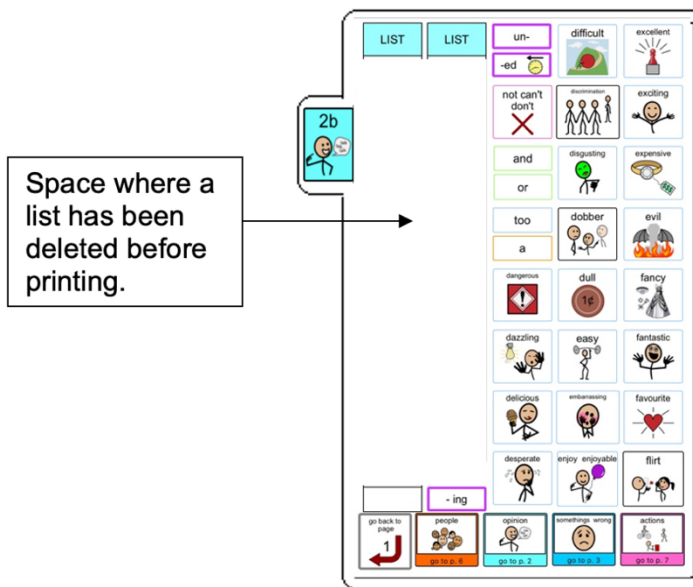 LIST LIST un- difficult excellent
-ed
2b
not can't
don't
discrimination exciting
Space where a
list has been
deleted before
printing.
and disgusting expensive
or
too dobber evil
a
dangerous dull fancy
1¢
dazzling easy fantastic
delicious embarrassing favourite
desperate enjoy enjoyable flirt
- ing
go back to
page
1
people opinion somethings wrong actions
go to p. 6 go to p. 2 go to p. 3 go to p. 7